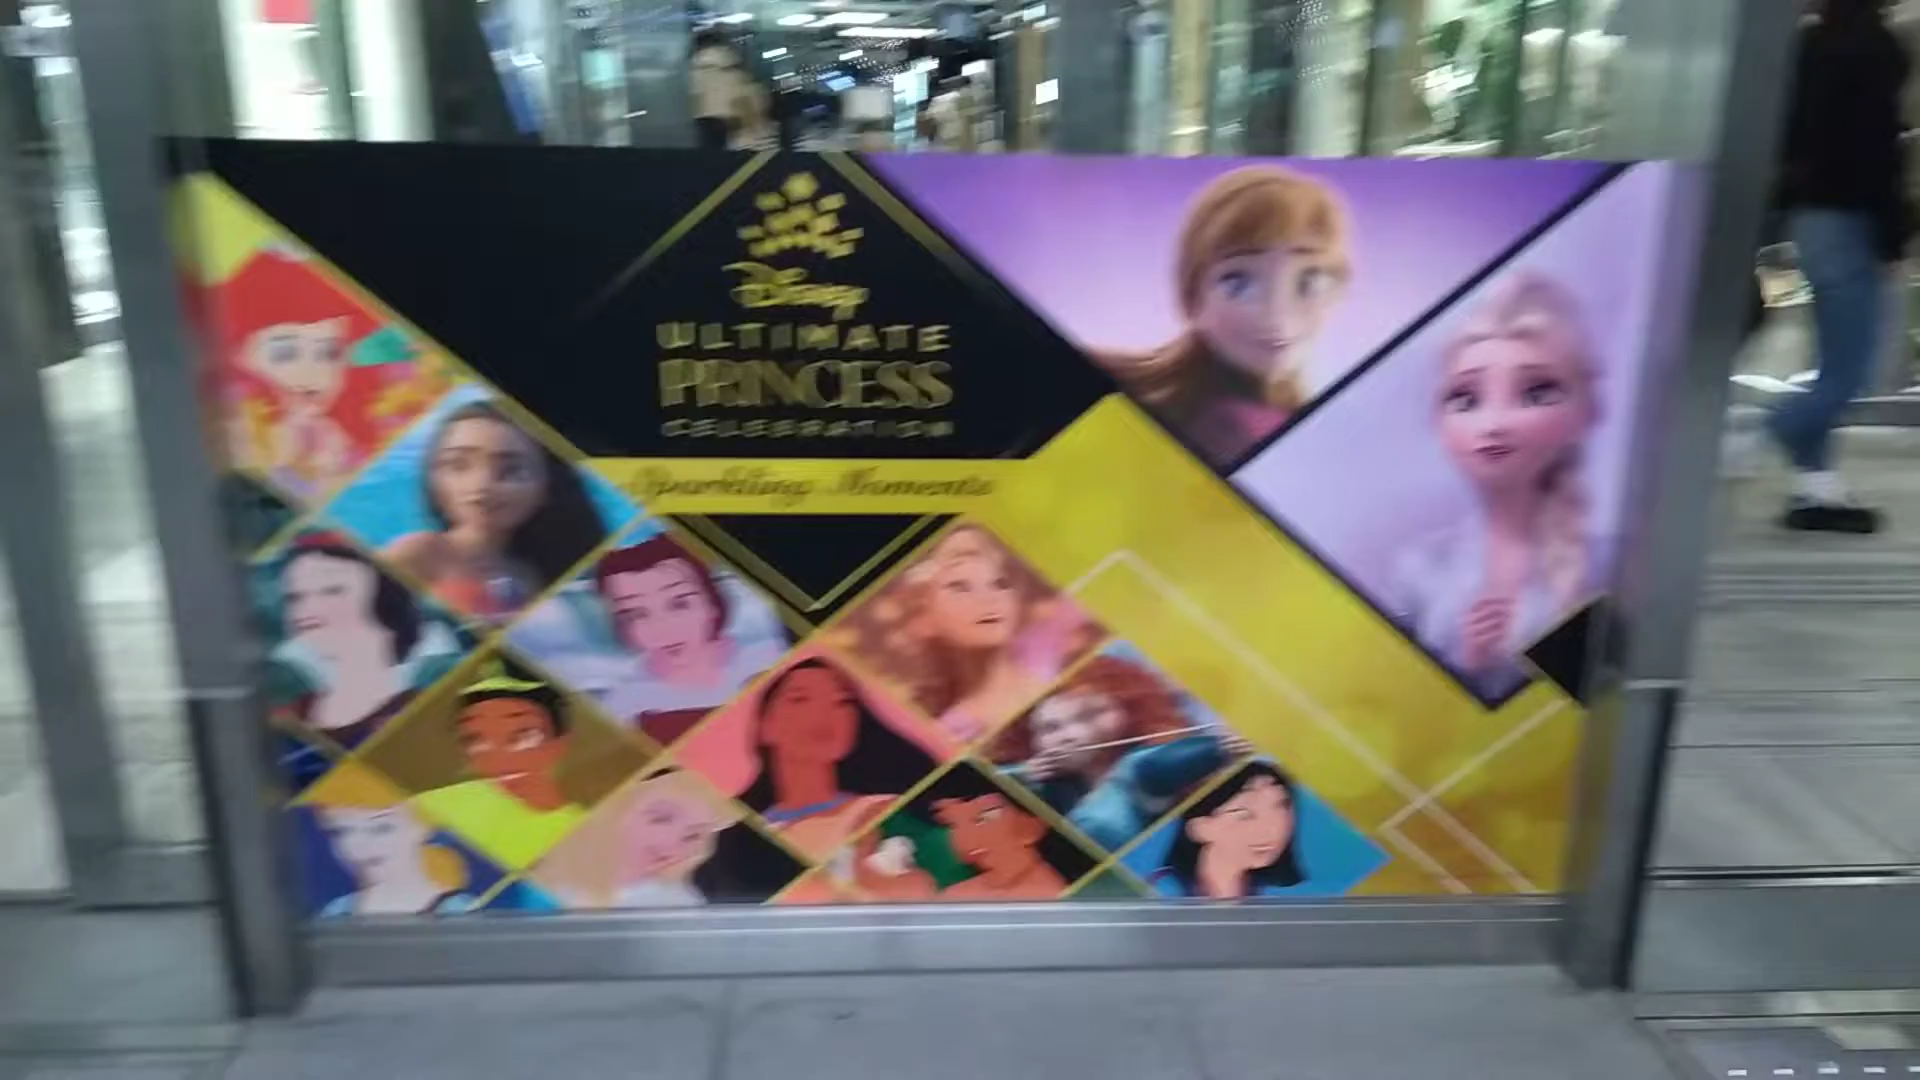 Disney
ULTIMATE
PRINCESS
CELEBRATION
Sparkling Moments